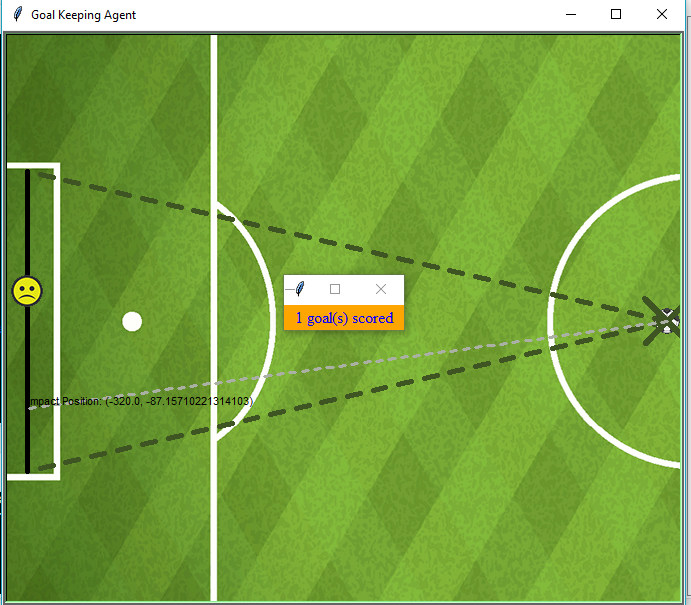 Goal Keeping Agent
1 goal(s) scored
Impact Position: (-320.0, -87.15710221314103)